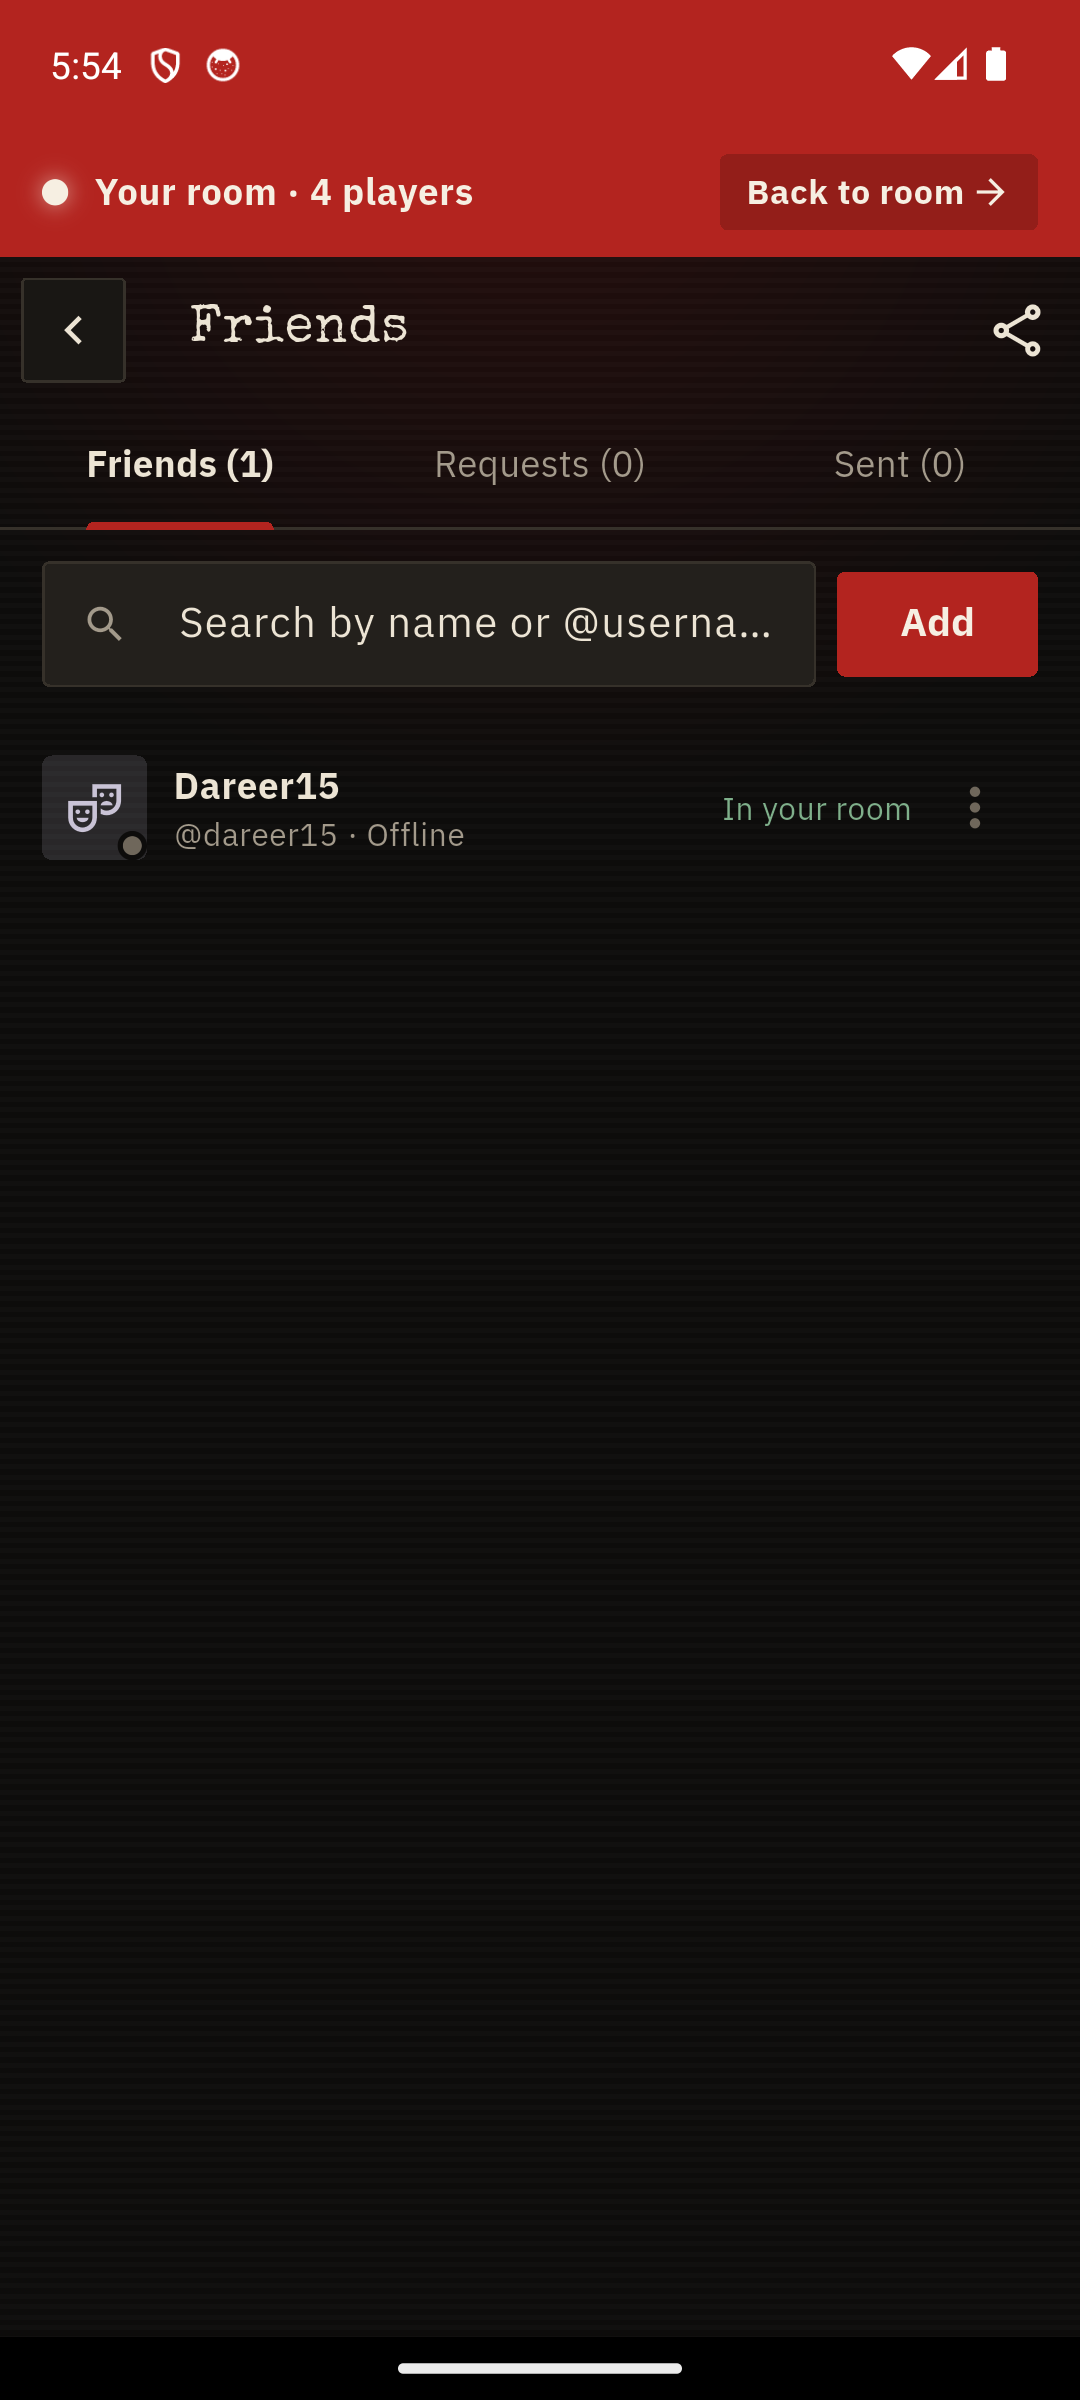 5:54
Your room · 4 players
Back to room →
Friends
Friends (1)
Requests (0)
Sent (0)
Search by name or @userna...
Add
Dareer15
@dareer15 · Offline
In your room